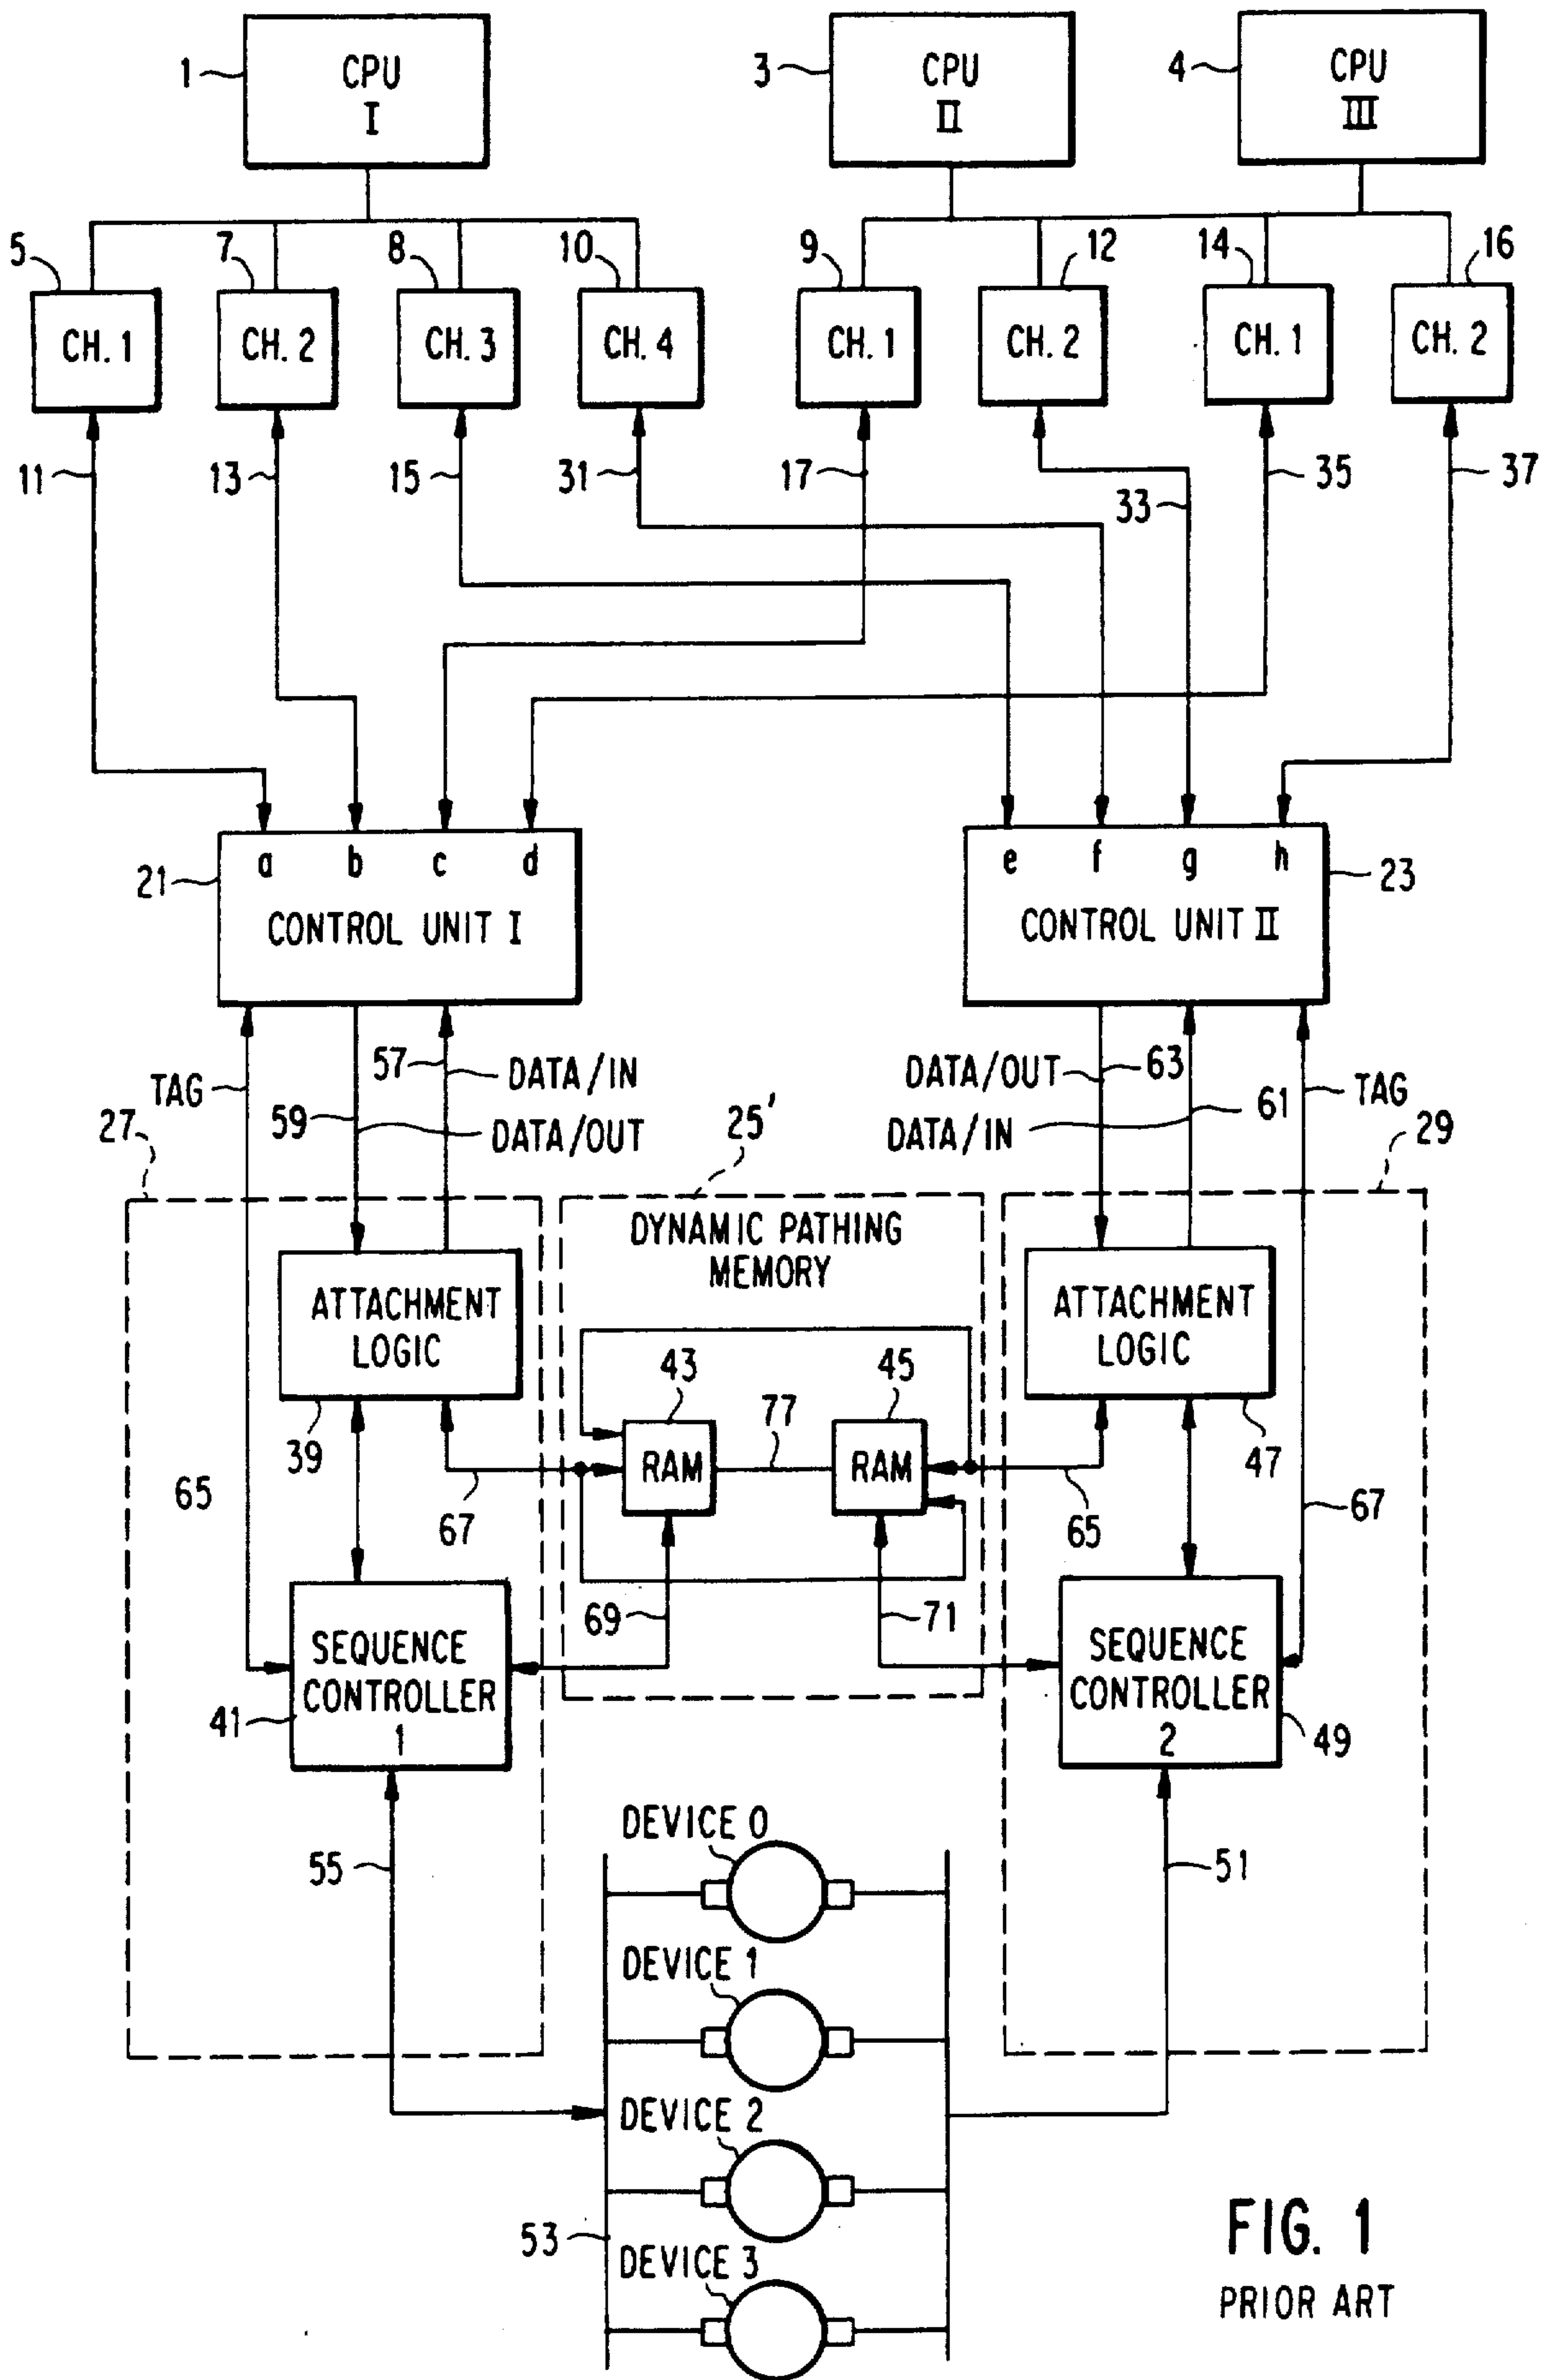 1 CPU I
3 CPU II
4 CPU III
5 7 8 10 9 12 14 16
CH. 1 CH. 2 CH. 3 CH. 4 CH. 1 CH. 2 CH. 1 CH. 2
11 13 15 31 17 33 35 37
a b c d
21 CONTROL UNIT I
e f g h
CONTROL UNIT II 23
TAG 59 57 DATA/IN
DATA/OUT
DATA/OUT 63
DATA/IN 61
TAG
27 25' 29
DYNAMIC PATHING
MEMORY
ATTACHMENT
LOGIC
39
ATTACHMENT
LOGIC
47
43 77 45
RAM RAM
65 67 65 67
69 71
SEQUENCE
CONTROLLER
1
41
SEQUENCE
CONTROLLER
2
49
55 51
DEVICE 0
DEVICE 1
DEVICE 2
53
DEVICE 3
FIG. 1
PRIOR ART